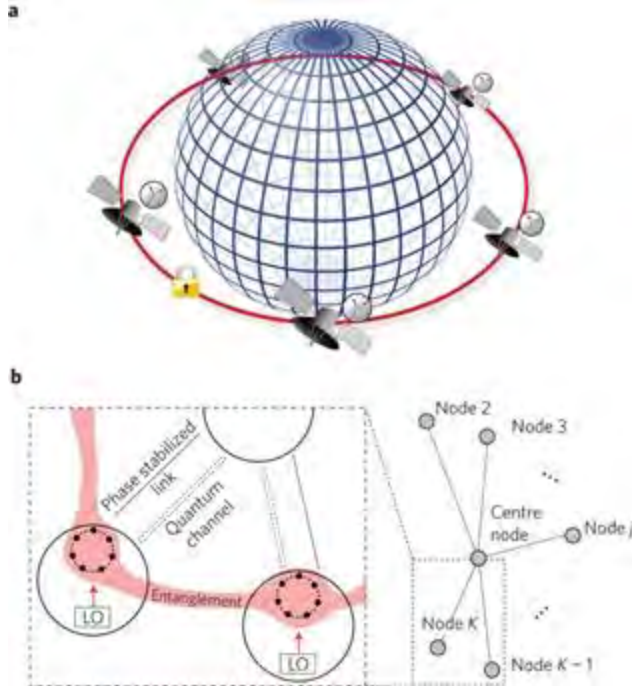 a
b
Node 2
Node 3
Phase stabilized
link
Quantum
channel
Centre
node
Node j
Entanglement
LO
LO
Node K
Node K − 1